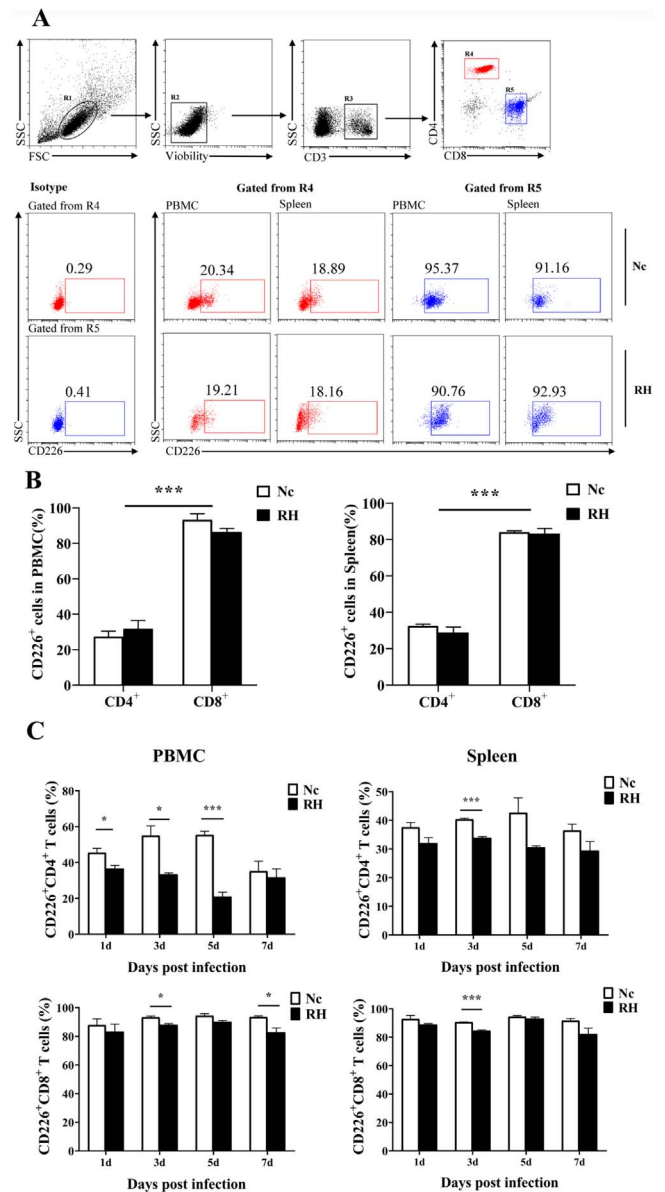 A
SSC
R1
FSC
SSC
R2
Viobility
SSC
R3
CD3
CD4
R4
R5
CD8
Isotype
Gated from R4
Gated from R5
Gated from R4
PBMC
Spleen
PBMC
Spleen
0.29
20.34
18.89
95.37
91.16
Nc
Gated from R5
0.41
19.21
18.16
90.76
92.93
RH
SSC
SSC
CD226
CD226
B
CD226+ cells in PBMC(%)
100
80
60
40
20
0
***
Nc
RH
CD4+
CD8+
CD226+ cells in Spleen(%)
100
80
60
40
20
0
***
Nc
RH
CD4+
CD8+
C
PBMC
Spleen
CD226+CD4+ T cells (%)
80
60
40
20
0
*
*
***
Nc
RH
1d
3d
5d
7d
Days post infection
CD226+CD4+ T cells (%)
50
40
30
20
10
0
***
Nc
RH
1d
3d
5d
7d
Days post infection
CD226+CD8+ T cells (%)
100
80
60
40
20
0
*
*
Nc
RH
1d
3d
5d
7d
Days post infection
CD226+CD8+ T cells (%)
100
80
60
40
20
0
***
Nc
RH
1d
3d
5d
7d
Days post infection